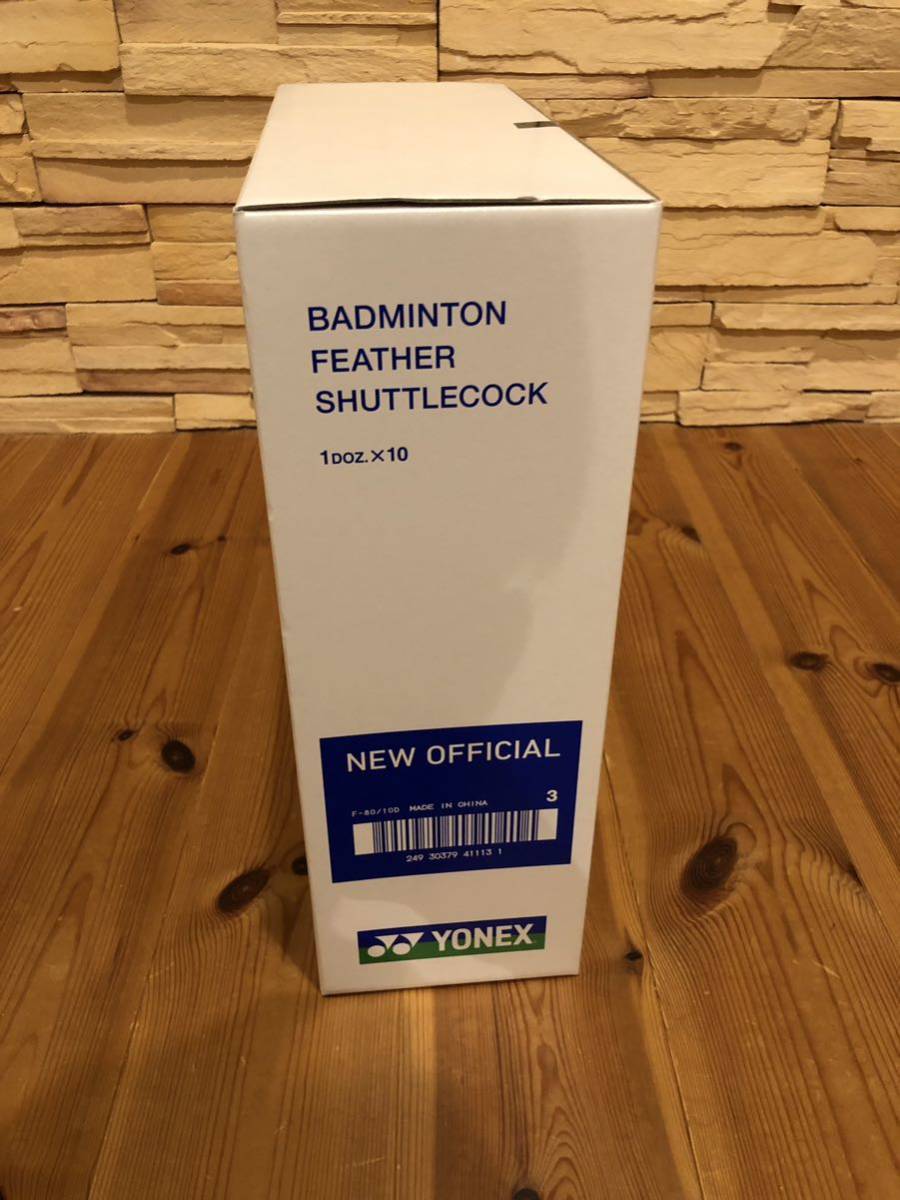 BADMINTON
FEATHER
SHUTTLECOCK
1DOZ.×10
NEW OFFICIAL
3
F-80/10D MADE IN CHINA
249 30379 41113 1
YONEX